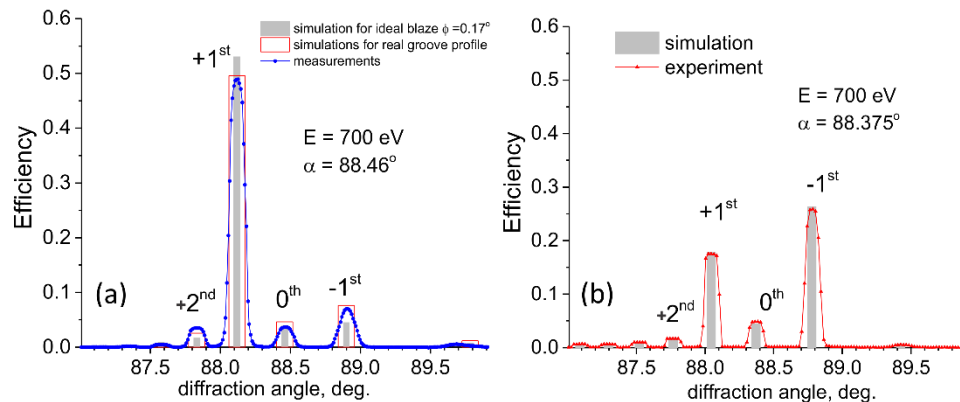 simulation for ideal blaze ϕ =0.17°
simulations for real groove profile
measurements
+1ˢᵗ
E = 700 eV
α = 88.46°
(a)
+2ⁿᵈ
0ᵗʰ
-1ˢᵗ
Efficiency
0.6
0.5
0.4
0.3
0.2
0.1
0.0
87.5
88.0
88.5
89.0
89.5
diffraction angle, deg.
simulation
experiment
E = 700 eV
α = 88.375°
-1ˢᵗ
+1ˢᵗ
(b)
+2ⁿᵈ
0ᵗʰ
Efficiency
0.6
0.5
0.4
0.3
0.2
0.1
0.0
87.5
88.0
88.5
89.0
89.5
diffraction angle, deg.